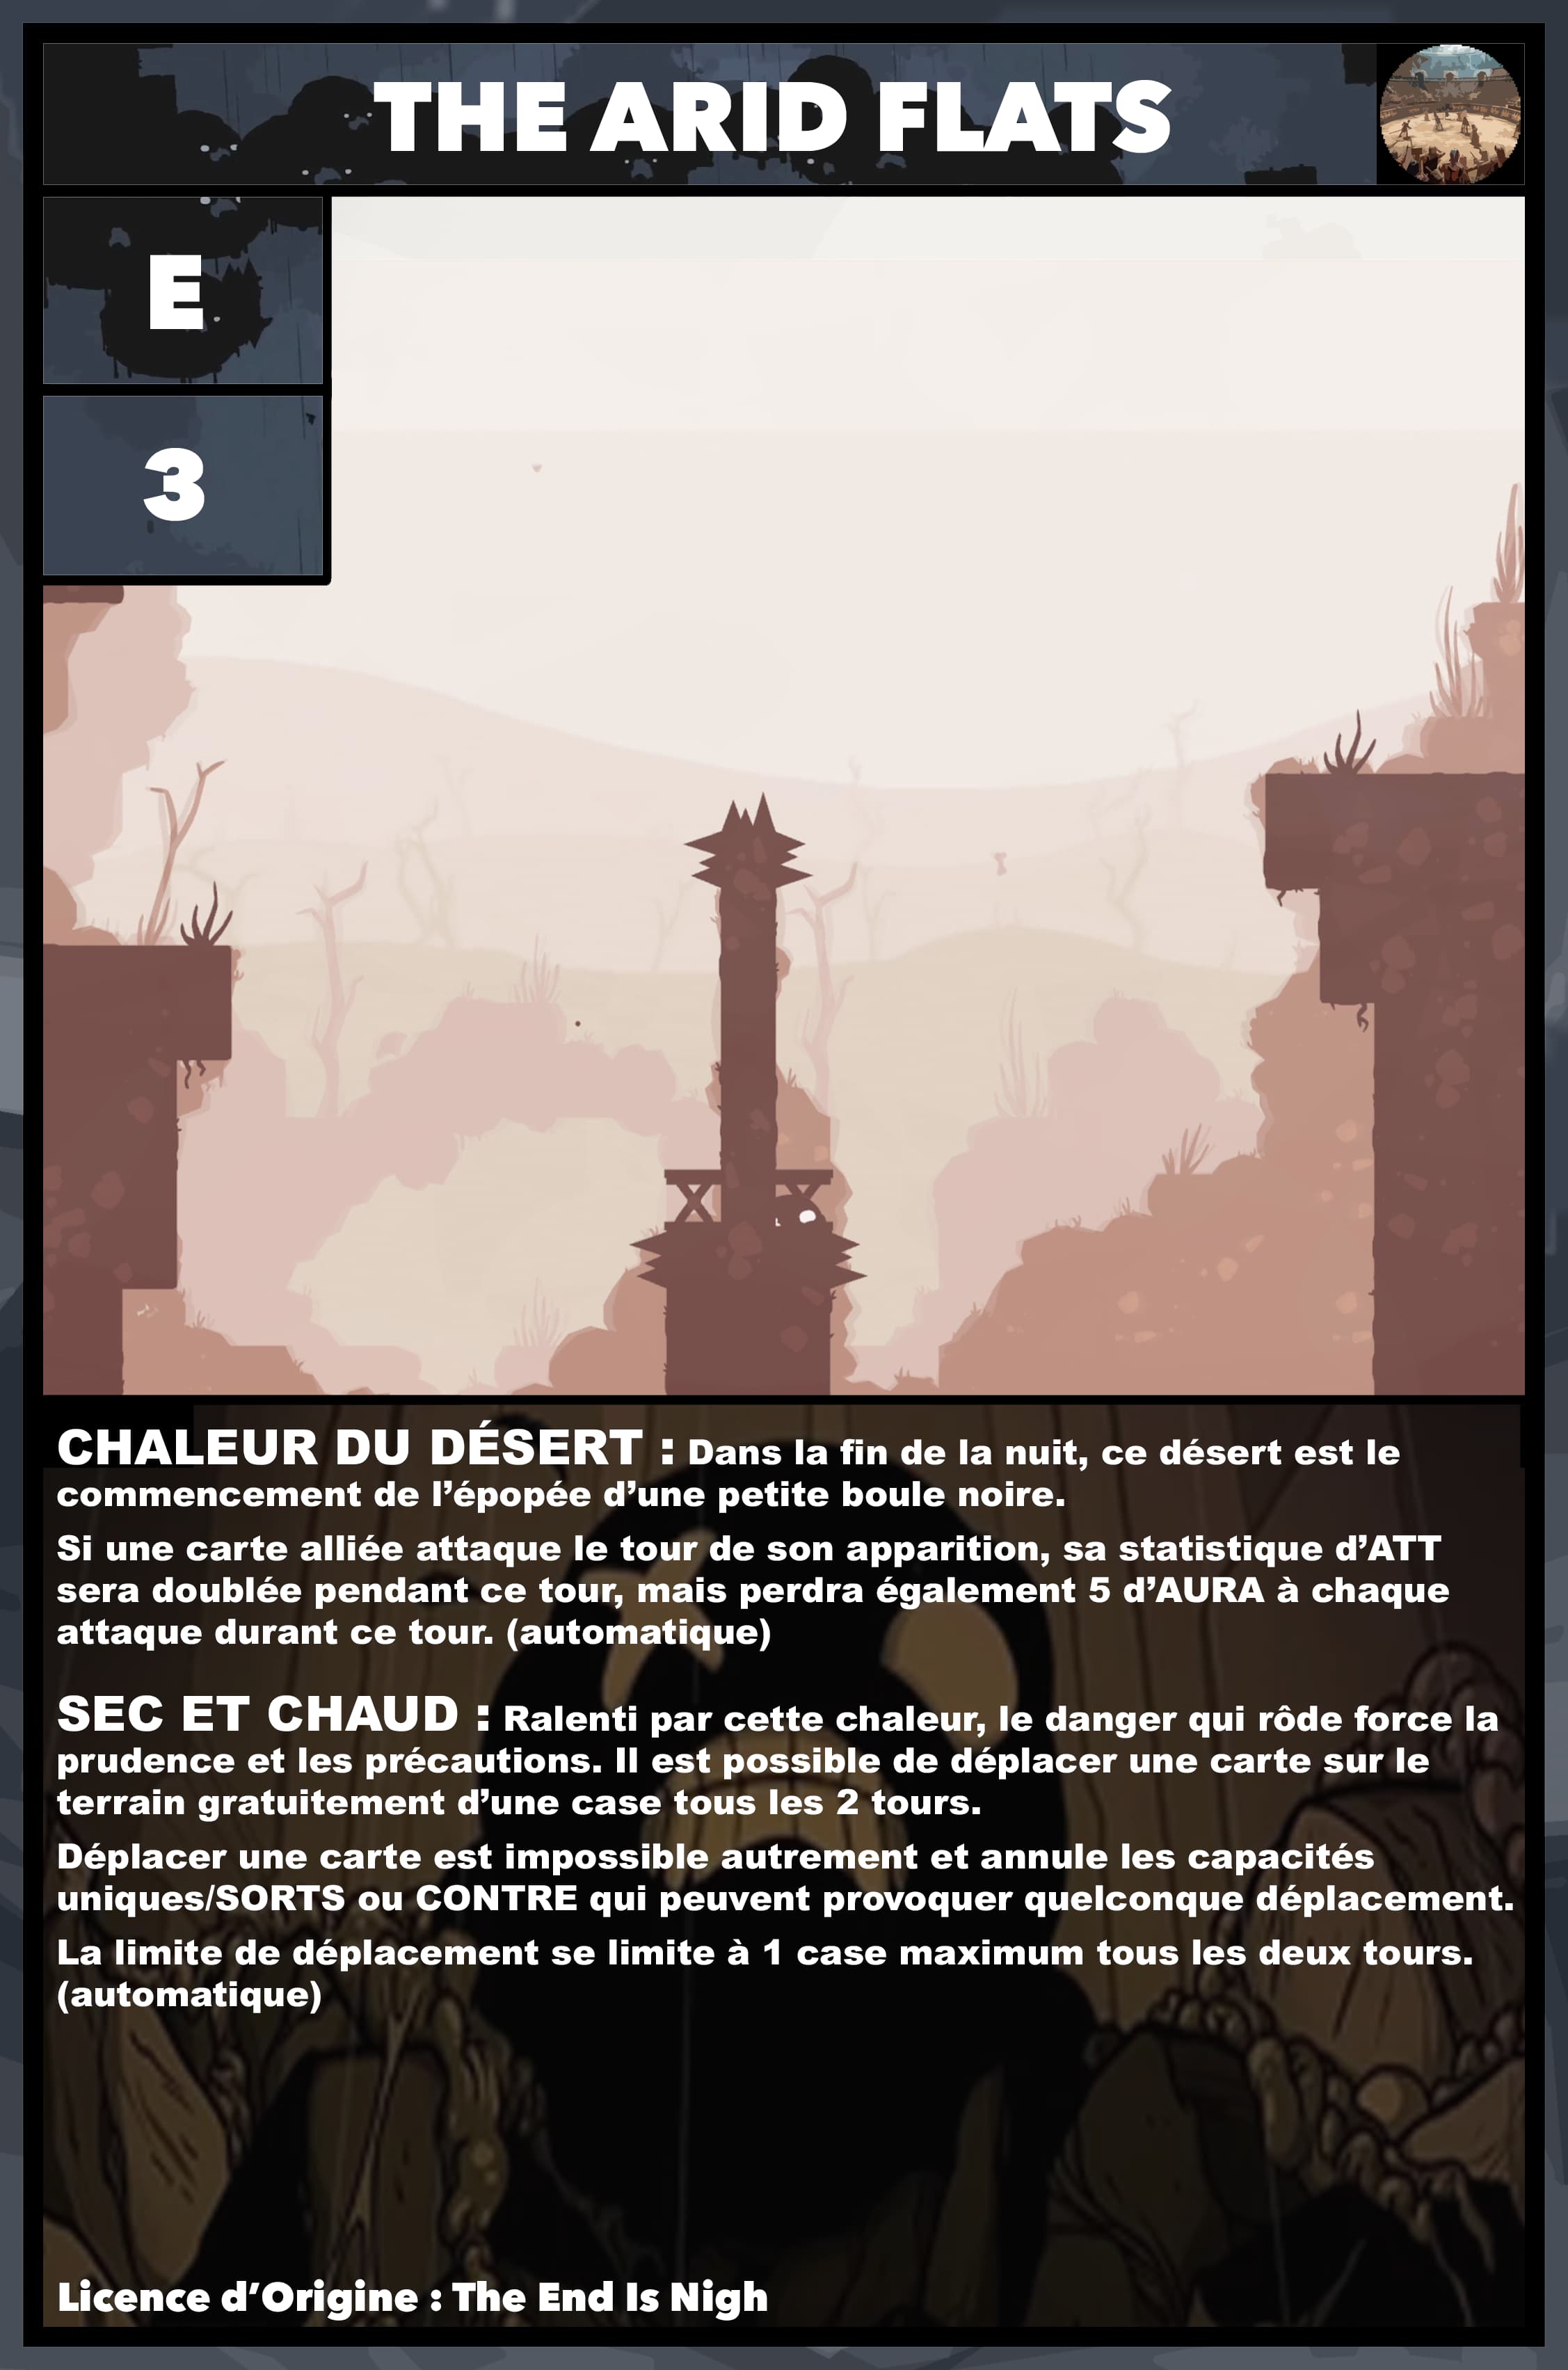 THE ARID FLATS
E
3
CHALEUR DU DÉSERT : Dans la fin de la nuit, ce désert est le
commencement de l’épopée d’une petite boule noire.
Si une carte alliée attaque le tour de son apparition, sa statistique d’ATT
sera doublée pendant ce tour, mais perdra également 5 d’AURA à chaque
attaque durant ce tour. (automatique)
SEC ET CHAUD : Ralenti par cette chaleur, le danger qui rôde force la
prudence et les précautions. Il est possible de déplacer une carte sur le
terrain gratuitement d’une case tous les 2 tours.
Déplacer une carte est impossible autrement et annule les capacités
uniques/SORTS ou CONTRE qui peuvent provoquer quelconque déplacement.
La limite de déplacement se limite à 1 case maximum tous les deux tours.
(automatique)
Licence d’Origine : The End Is Nigh